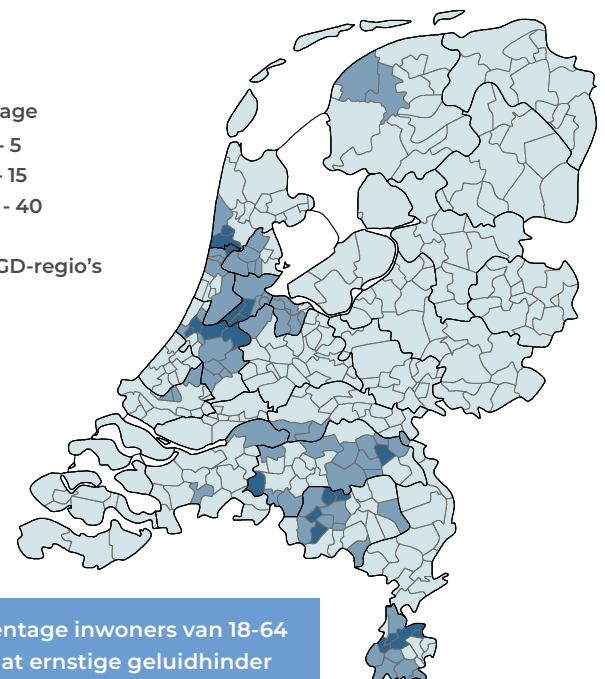 age
- 5
- 15
- 40
GD-regio's
entage inwoners van 18-64
at ernstige geluidhinder